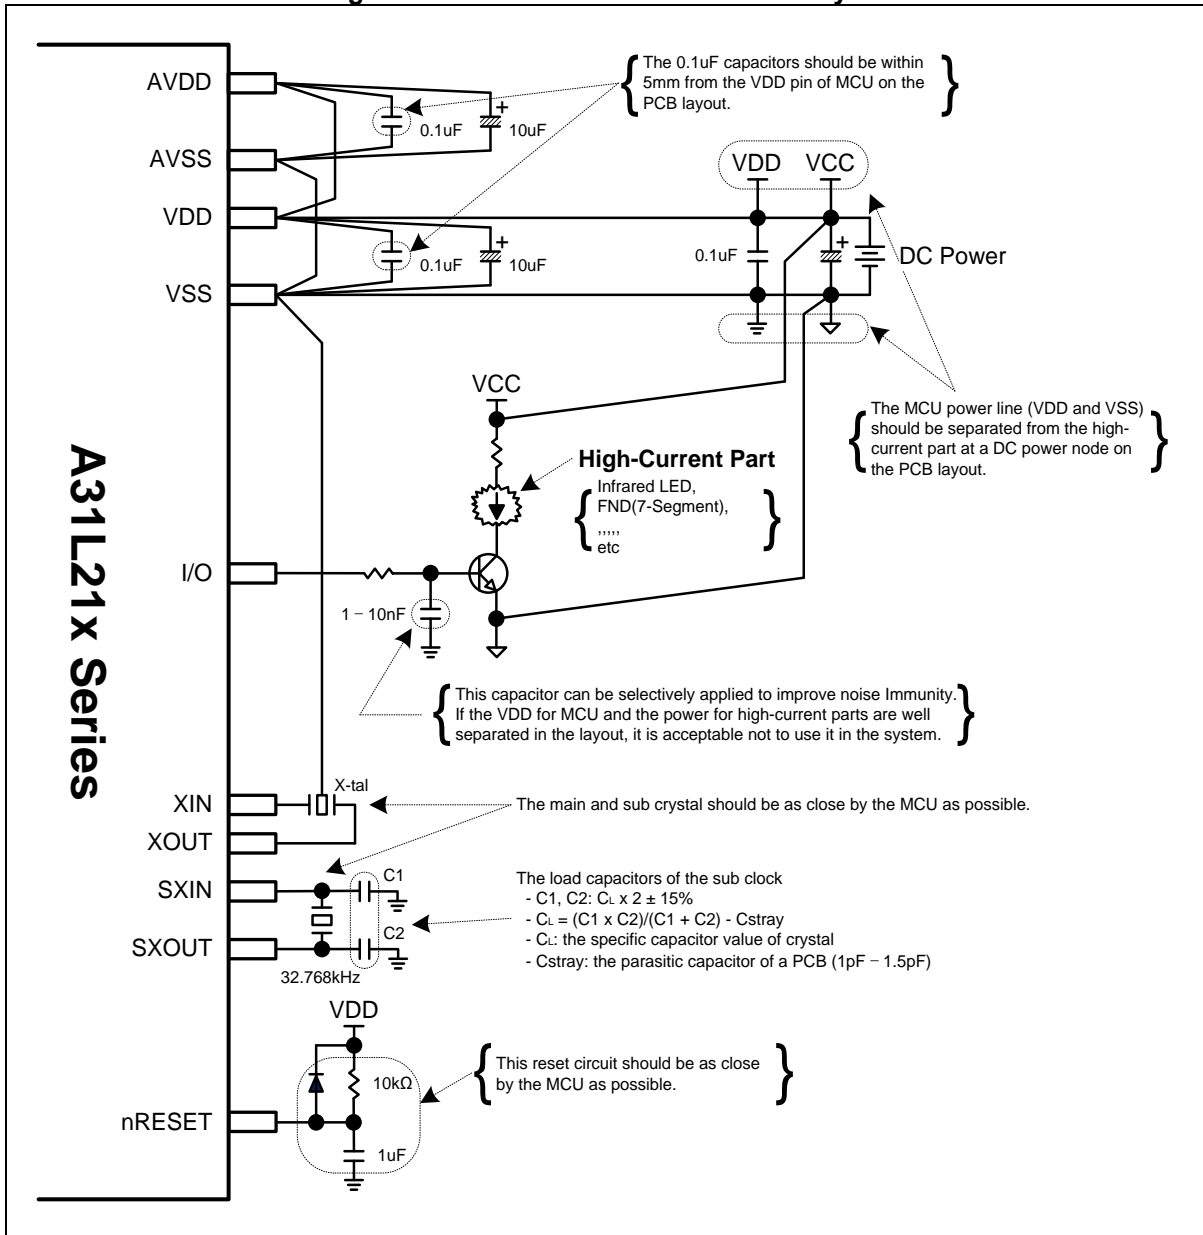 AVDD
AVSS
VDD
VSS
0.1uF
+
10uF
0.1uF
+
10uF
The 0.1uF capacitors should be within
5mm from the VDD pin of MCU on the
PCB layout.
VDD
VCC
0.1uF
+
DC Power
The MCU power line (VDD and VSS)
should be separated from the high-
current part at a DC power node on
the PCB layout.
VCC
High-Current Part
Infrared LED,
FND(7-Segment),
,,,,,
etc
A31L21x Series
I/O
1 – 10nF
This capacitor can be selectively applied to improve noise Immunity.
If the VDD for MCU and the power for high-current parts are well
separated in the layout, it is acceptable not to use it in the system.
X-tal
XIN
XOUT
The main and sub crystal should be as close by the MCU as possible.
SXIN
SXOUT
C1
C2
32.768kHz
The load capacitors of the sub clock
- C1, C2: CL x 2 ± 15%
- CL = (C1 x C2)/(C1 + C2) - Cstray
- CL: the specific capacitor value of crystal
- Cstray: the parasitic capacitor of a PCB (1pF – 1.5pF)
VDD
10kΩ
nRESET
1uF
This reset circuit should be as close
by the MCU as possible.